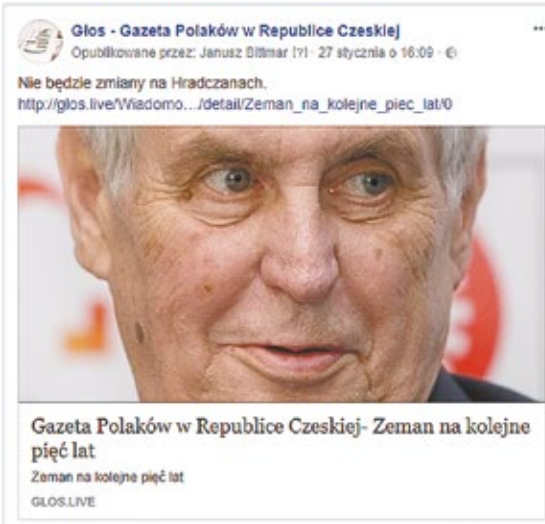 Głos - Gazeta Polaków w Republice Czeskiej
Opublikowane przez: Janusz Bittmar [?] · 27 stycznia o 16:09 ·
Nie będzie zmiany na Hradczanach.
http://glos.live/Wiadomo…/detail/Zeman_na_kolejne_piec_lat/0
Gazeta Polaków w Republice Czeskiej- Zeman na kolejne
pięć lat
Zeman na kolejne pięć lat
GLOS.LIVE